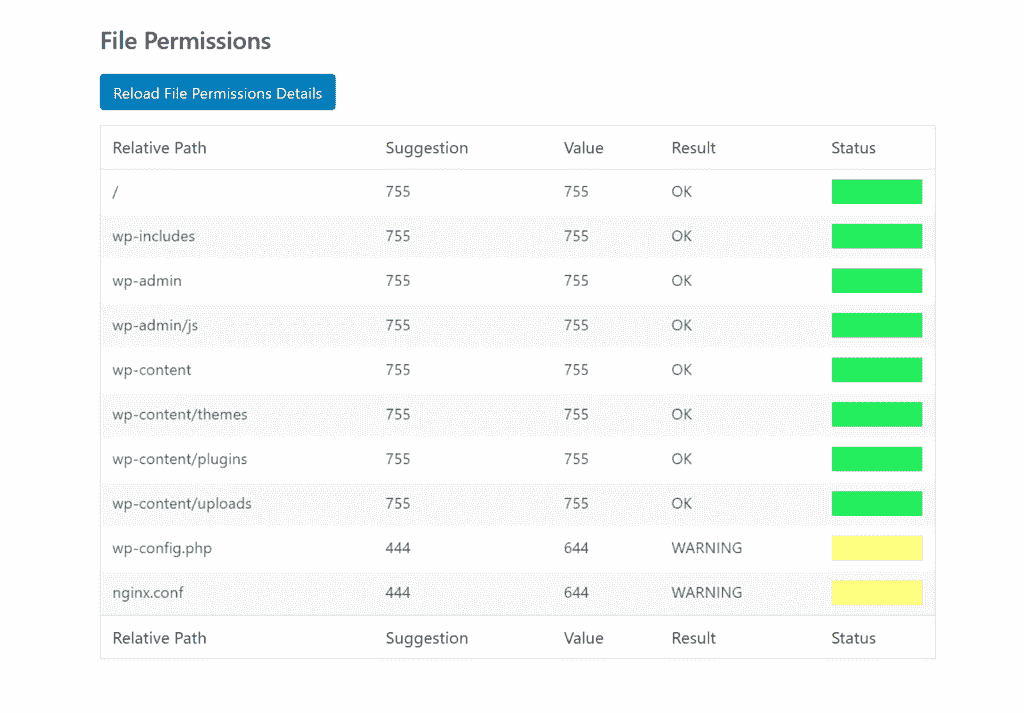 File Permissions
Reload File Permissions Details
Relative Path Suggestion Value Result Status
/ 755 755 OK
wp-includes 755 755 OK
wp-admin 755 755 OK
wp-admin/js 755 755 OK
wp-content 755 755 OK
wp-content/themes 755 755 OK
wp-content/plugins 755 755 OK
wp-content/uploads 755 755 OK
wp-config.php 444 644 WARNING
nginx.conf 444 644 WARNING
Relative Path Suggestion Value Result Status